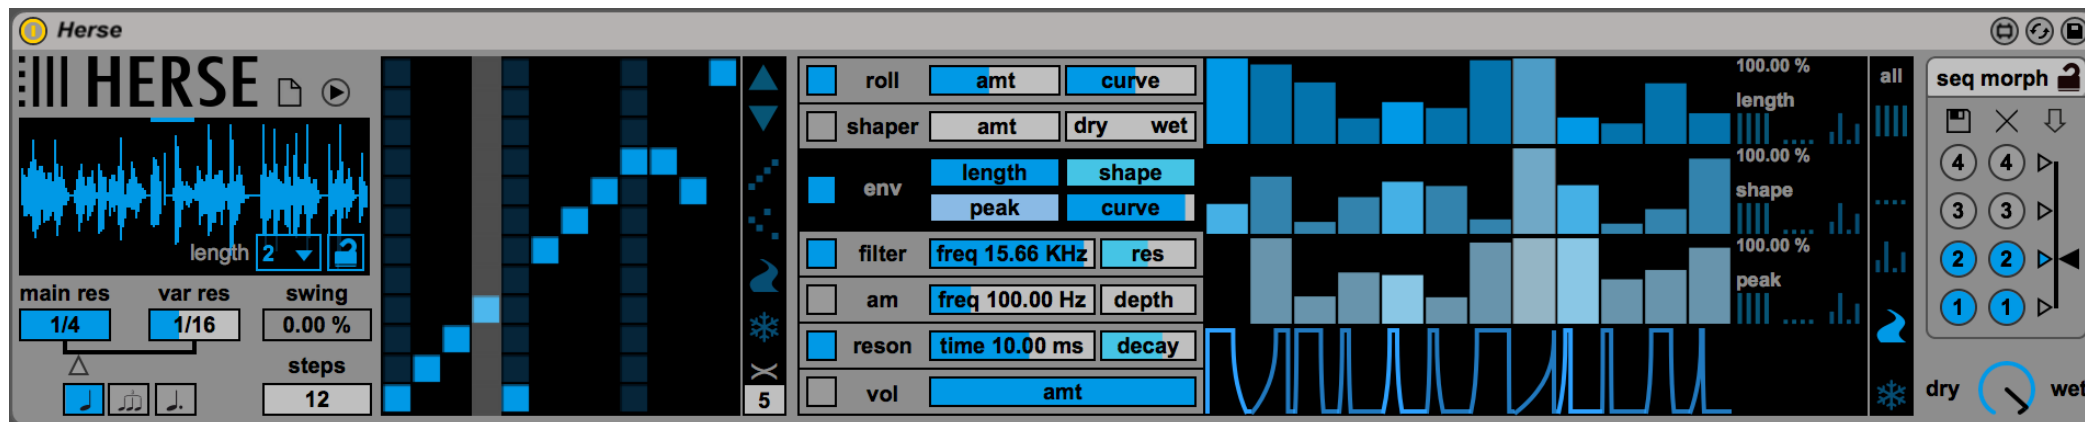 Herse
HERSE
length 2
main res var res swing
1/4 1/16 0.00 %
steps
12
5
roll amt curve
shaper amt dry wet
env length shape
peak curve
filter freq 15.66 KHz res
am freq 100.00 Hz depth
reson time 10.00 ms decay
vol amt
100.00 %
length
100.00 %
shape
100.00 %
peak
all
seq morph
4 4
3 3
2 2
1 1
dry wet